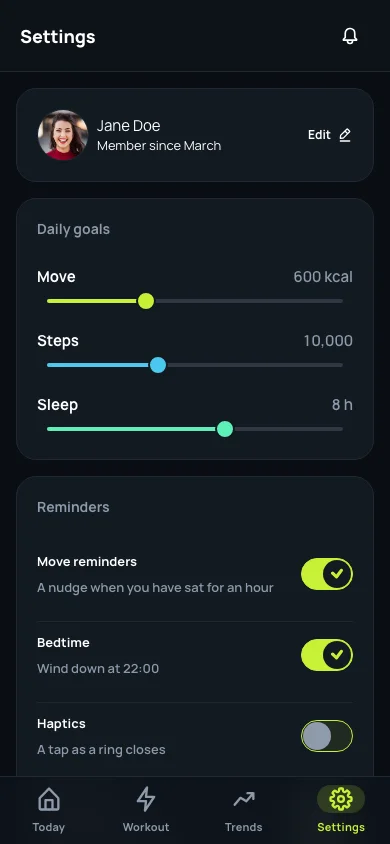 Settings
Jane Doe
Member since March
Edit
Daily goals
Move
600 kcal
Steps
10,000
Sleep
8 h
Reminders
Move reminders
A nudge when you have sat for an hour
Bedtime
Wind down at 22:00
Haptics
A tap as a ring closes
Today
Workout
Trends
Settings